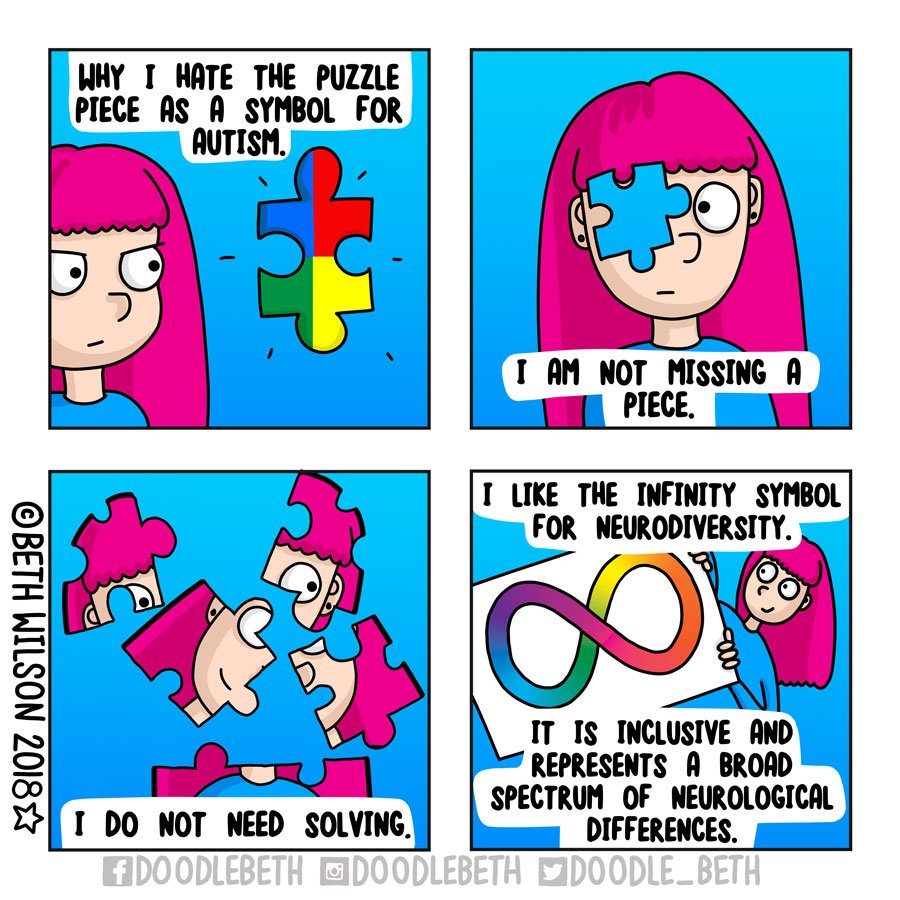 WHY I HATE THE PUZZLE
PIECE AS A SYMBOL FOR
AUTISM.
I AM NOT MISSING A
PIECE.
I DO NOT NEED SOLVING.
I LIKE THE INFINITY SYMBOL
FOR NEURODIVERSITY.
IT IS INCLUSIVE AND
REPRESENTS A BROAD
SPECTRUM OF NEUROLOGICAL
DIFFERENCES.
©BETH WILSON 2018☆
DOODLEBETH DOODLEBETH DOODLE_BETH